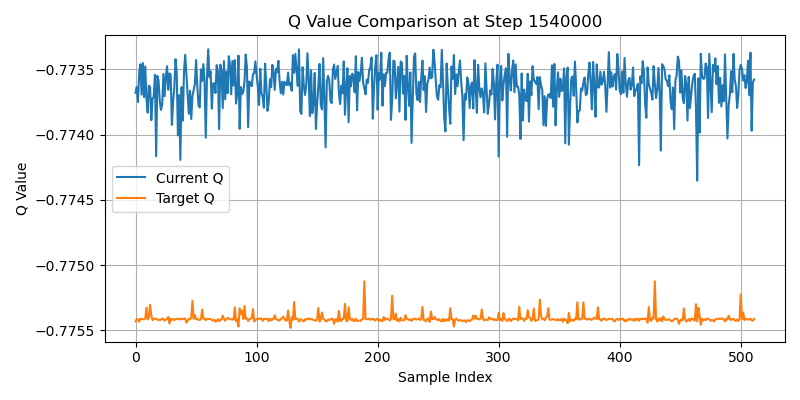 Q Value Comparison at Step 1540000
Q Value
−0.7735
−0.7740
−0.7745
−0.7750
−0.7755
Current Q
Target Q
0
100
200
300
400
500
Sample Index